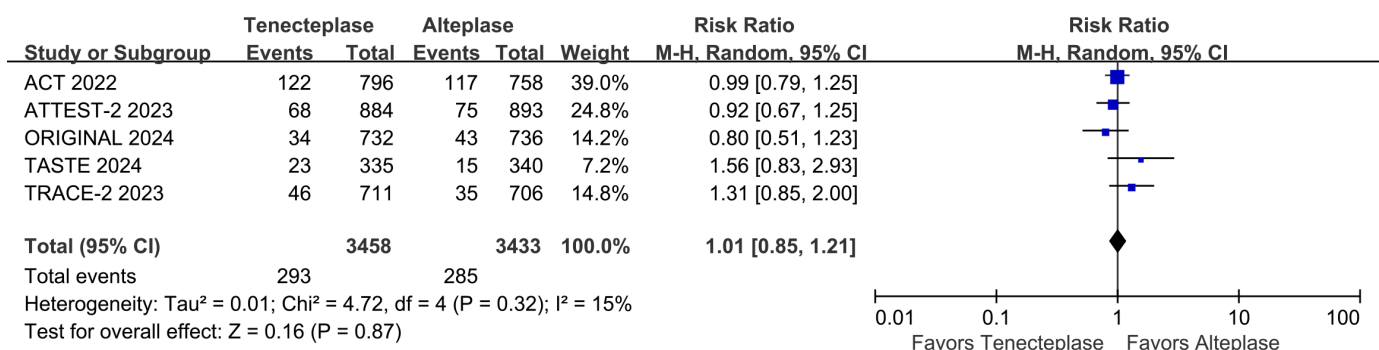 Tenecteplase Alteplase Risk Ratio Risk Ratio
Study or Subgroup Events Total Events Total Weight M-H, Random, 95% CI M-H, Random, 95% CI
ACT 2022 122 796 117 758 39.0% 0.99 [0.79, 1.25]
ATTEST-2 2023 68 884 75 893 24.8% 0.92 [0.67, 1.25]
ORIGINAL 2024 34 732 43 736 14.2% 0.80 [0.51, 1.23]
TASTE 2024 23 335 15 340 7.2% 1.56 [0.83, 2.93]
TRACE-2 2023 46 711 35 706 14.8% 1.31 [0.85, 2.00]
Total (95% CI) 3458 3433 100.0% 1.01 [0.85, 1.21]
Total events 293 285
Heterogeneity: Tau² = 0.01; Chi² = 4.72, df = 4 (P = 0.32); I² = 15%
Test for overall effect: Z = 0.16 (P = 0.87)
0.01 0.1 1 10 100
Favors Tenecteplase Favors Alteplase